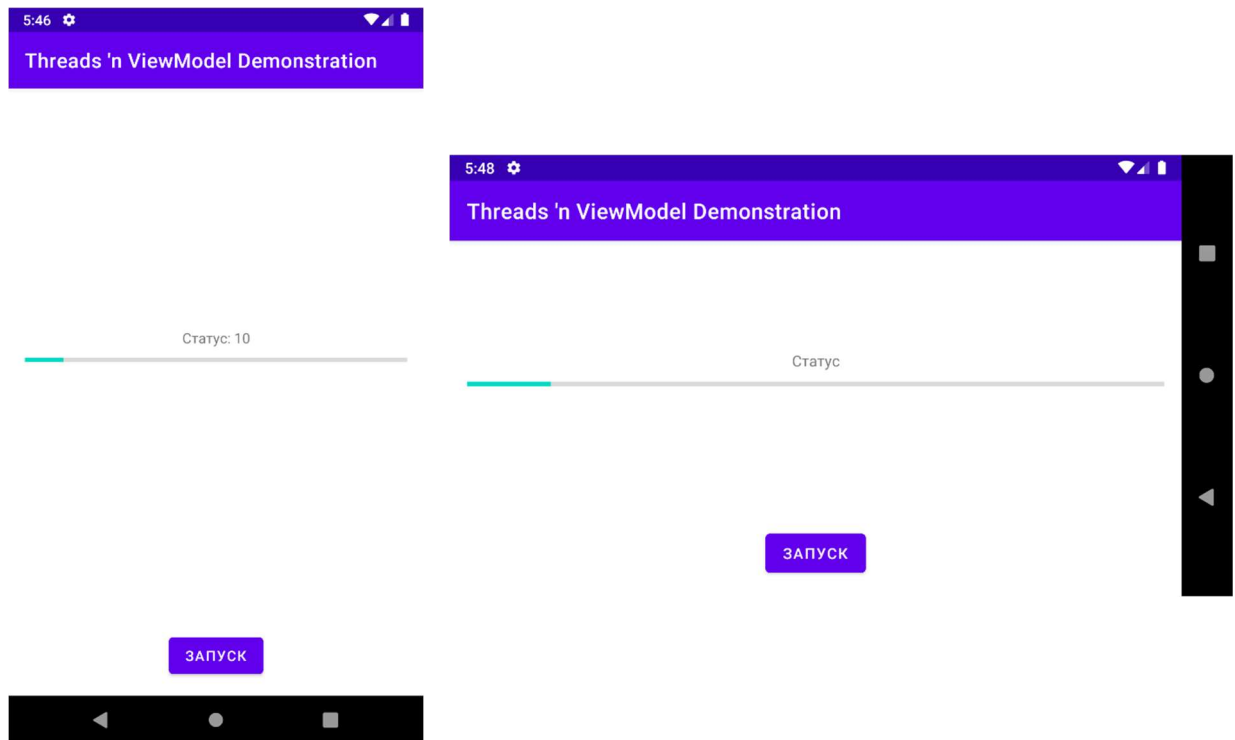 5:46
Threads 'n ViewModel Demonstration
Статус: 10
ЗАПУСК
5:48
Threads 'n ViewModel Demonstration
Статус
ЗАПУСК